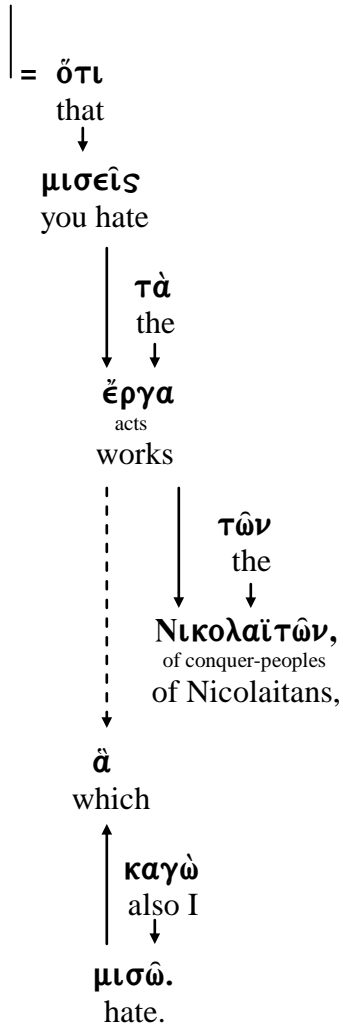 = ὅτι
that
μισεῖς
you hate
τὰ
the
ἔργα
acts
works
τῶν
the
Νικολαϊτῶν,
of conquer-peoples
of Nicolaitans,
ἃ
which
καγὼ
also I
μισῶ.
hate.